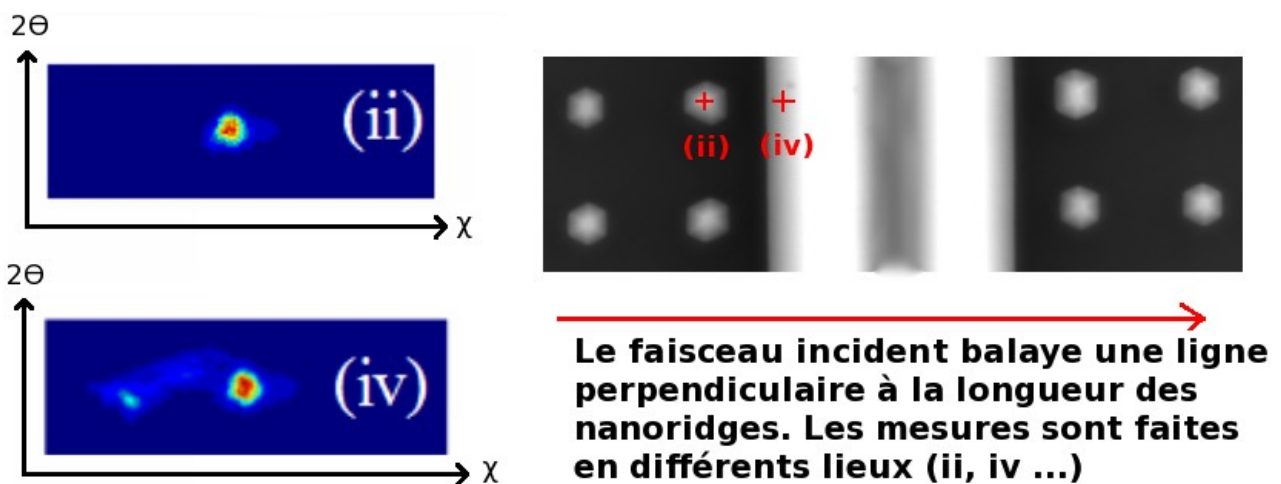 2Θ
(ii)
χ
2Θ
(iv)
χ
(ii) (iv)
Le faisceau incident balaye une ligne
perpendiculaire à la longueur des
nanoridges. Les mesures sont faites
en différents lieux (ii, iv ...)